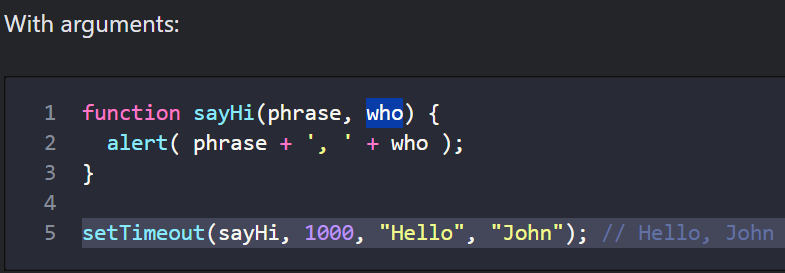 With arguments:
1 function sayHi(phrase, who) {
2 alert( phrase + ', ' + who );
3 }
4
5 setTimeout(sayHi, 1000, "Hello", "John"); // Hello, John